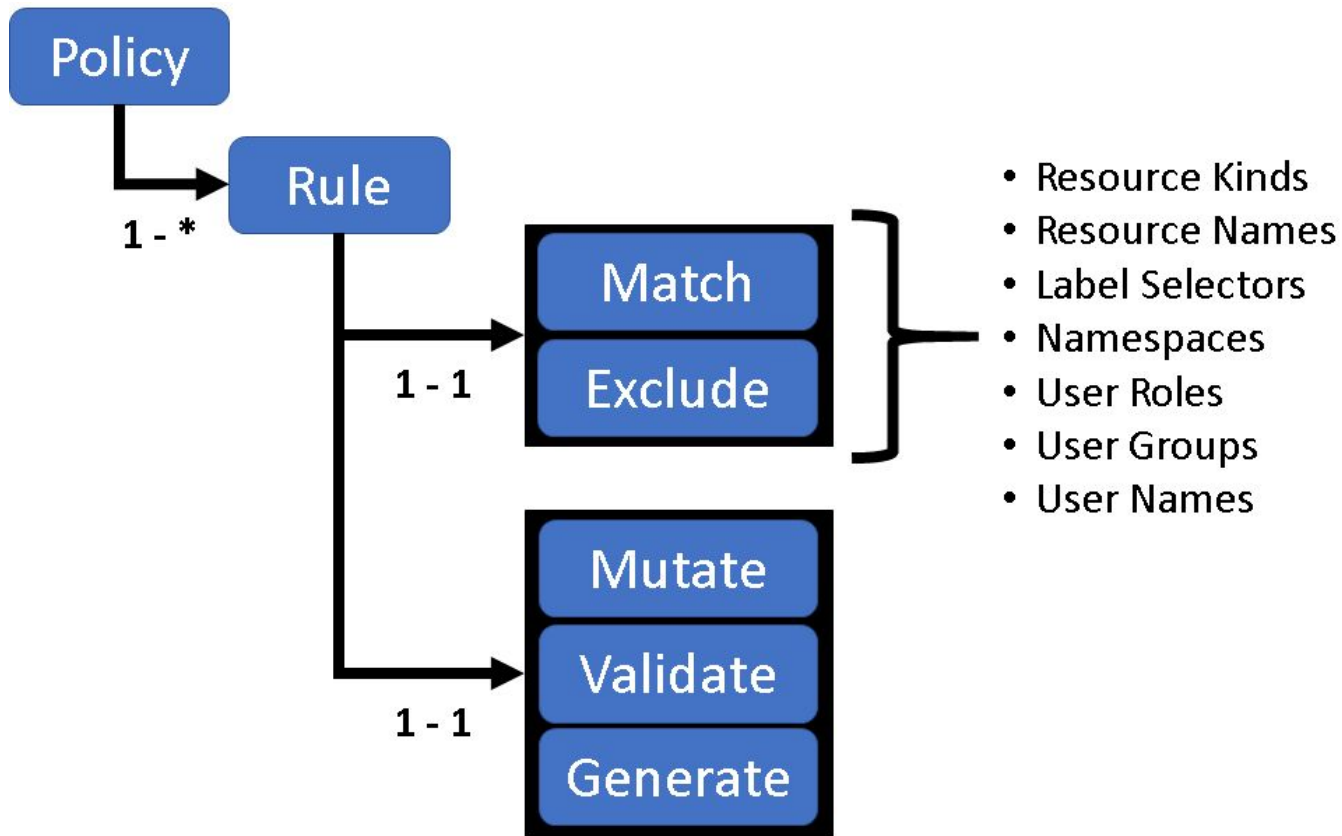 Policy
Rule
1 - *
Match
Exclude
1 - 1
• Resource Kinds
• Resource Names
• Label Selectors
• Namespaces
• User Roles
• User Groups
• User Names
Mutate
Validate
Generate
1 - 1